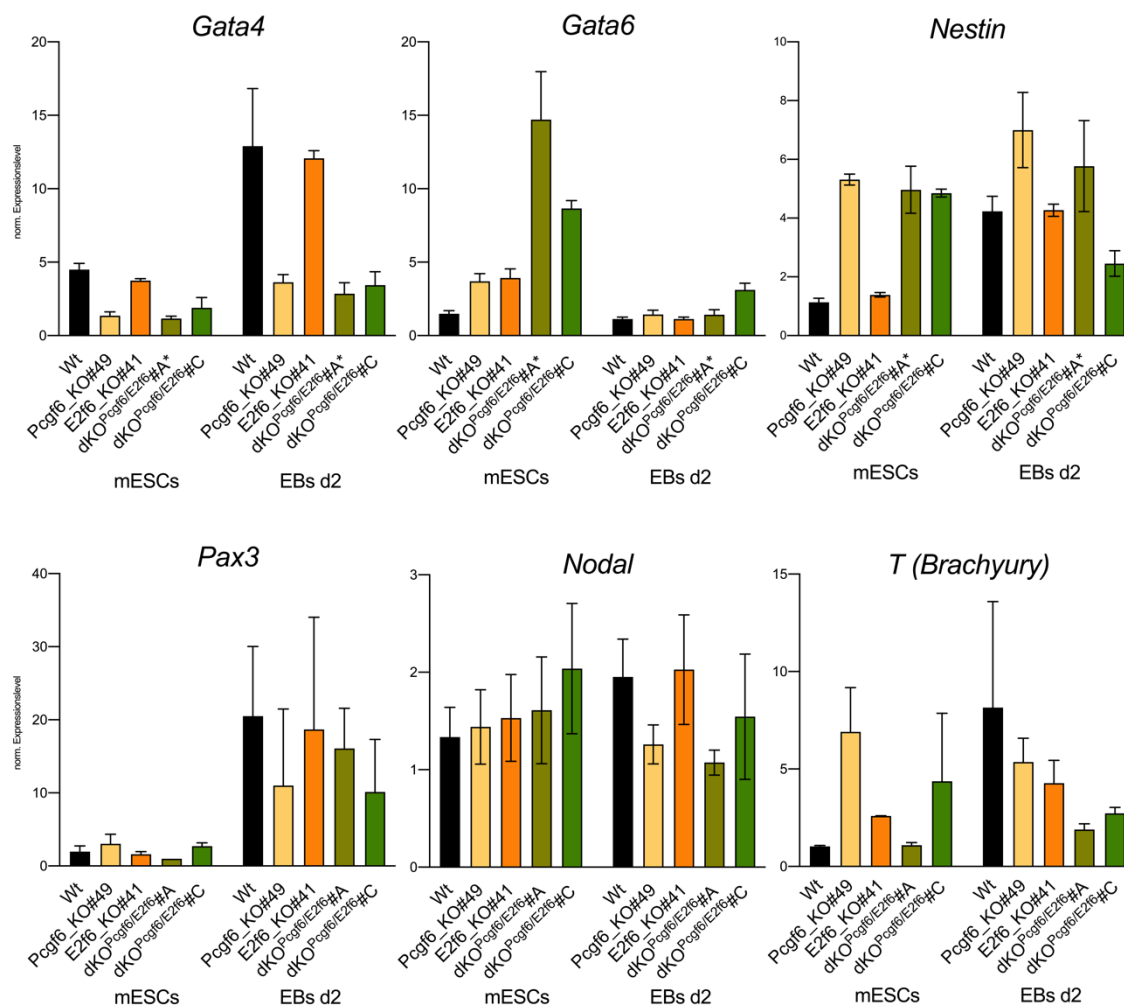 Gata4
norm. Expressionslevel
20
15
10
5
0
Wt
Pcgf6_KO#49
E2f6_KO#41
dKOPcgf6/E2f6#A*
dKOPcgf6/E2f6#C
Wt
Pcgf6_KO#49
E2f6_KO#41
dKOPcgf6/E2f6#A*
dKOPcgf6/E2f6#C
mESCs
EBs d2
Gata6
20
15
10
5
0
Wt
Pcgf6_KO#49
E2f6_KO#41
dKOPcgf6/E2f6#A*
dKOPcgf6/E2f6#C
Wt
Pcgf6_KO#49
E2f6_KO#41
dKOPcgf6/E2f6#A*
dKOPcgf6/E2f6#C
mESCs
EBs d2
Nestin
10
8
6
4
2
0
Wt
Pcgf6_KO#49
E2f6_KO#41
dKOPcgf6/E2f6#A*
dKOPcgf6/E2f6#C
Wt
Pcgf6_KO#49
E2f6_KO#41
dKOPcgf6/E2f6#A*
dKOPcgf6/E2f6#C
mESCs
EBs d2
Pax3
norm. Expressionslevel
40
30
20
10
0
Wt
Pcgf6_KO#49
E2f6_KO#41
dKOPcgf6/E2f6#A
dKOPcgf6/E2f6#C
Wt
Pcgf6_KO#49
E2f6_KO#41
dKOPcgf6/E2f6#A
dKOPcgf6/E2f6#C
mESCs
EBs d2
Nodal
3
2
1
0
Wt
Pcgf6_KO#49
E2f6_KO#41
dKOPcgf6/E2f6#A
dKOPcgf6/E2f6#C
Wt
Pcgf6_KO#49
E2f6_KO#41
dKOPcgf6/E2f6#A
dKOPcgf6/E2f6#C
mESCs
EBs d2
T (Brachyury)
15
10
5
0
Wt
Pcgf6_KO#49
E2f6_KO#41
dKOPcgf6/E2f6#A
dKOPcgf6/E2f6#C
Wt
Pcgf6_KO#49
E2f6_KO#41
dKOPcgf6/E2f6#A
dKOPcgf6/E2f6#C
mESCs
EBs d2